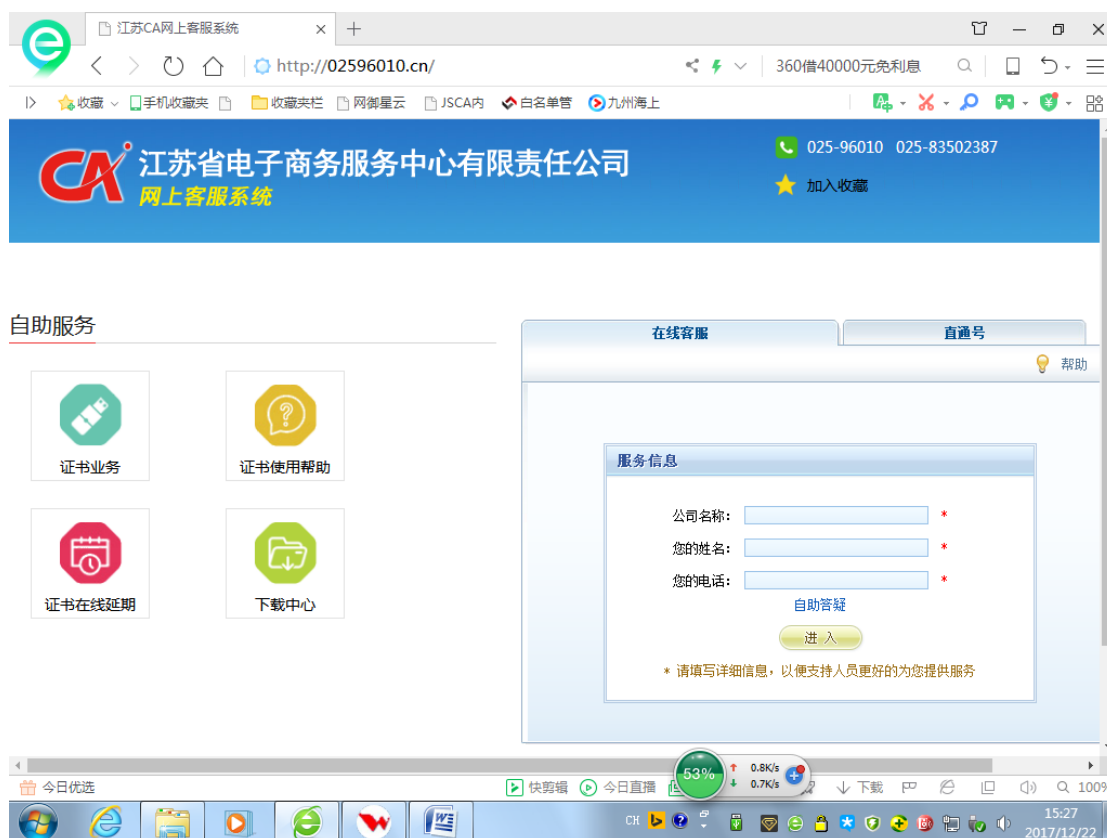 江苏CA网上客服系统
http://02596010.cn/
360借40000元免利息
收藏
手机收藏夹
收藏夹栏
网御星云
JSCA内
白名单管
九州海上
CA
江苏省电子商务服务中心有限责任公司
网上客服系统
025-96010 025-83502387
加入收藏
自助服务
证书业务
证书使用帮助
证书在线延期
下载中心
在线客服
直通号
帮助
服务信息
公司名称： *
您的姓名： *
您的电话： *
自助答疑
进 入
* 请填写详细信息，以便支持人员更好的为您提供服务
今日优选
快剪辑
今日直播
53%
0.8K/s
0.7K/s
下载
100%
CH
15:27
2017/12/22